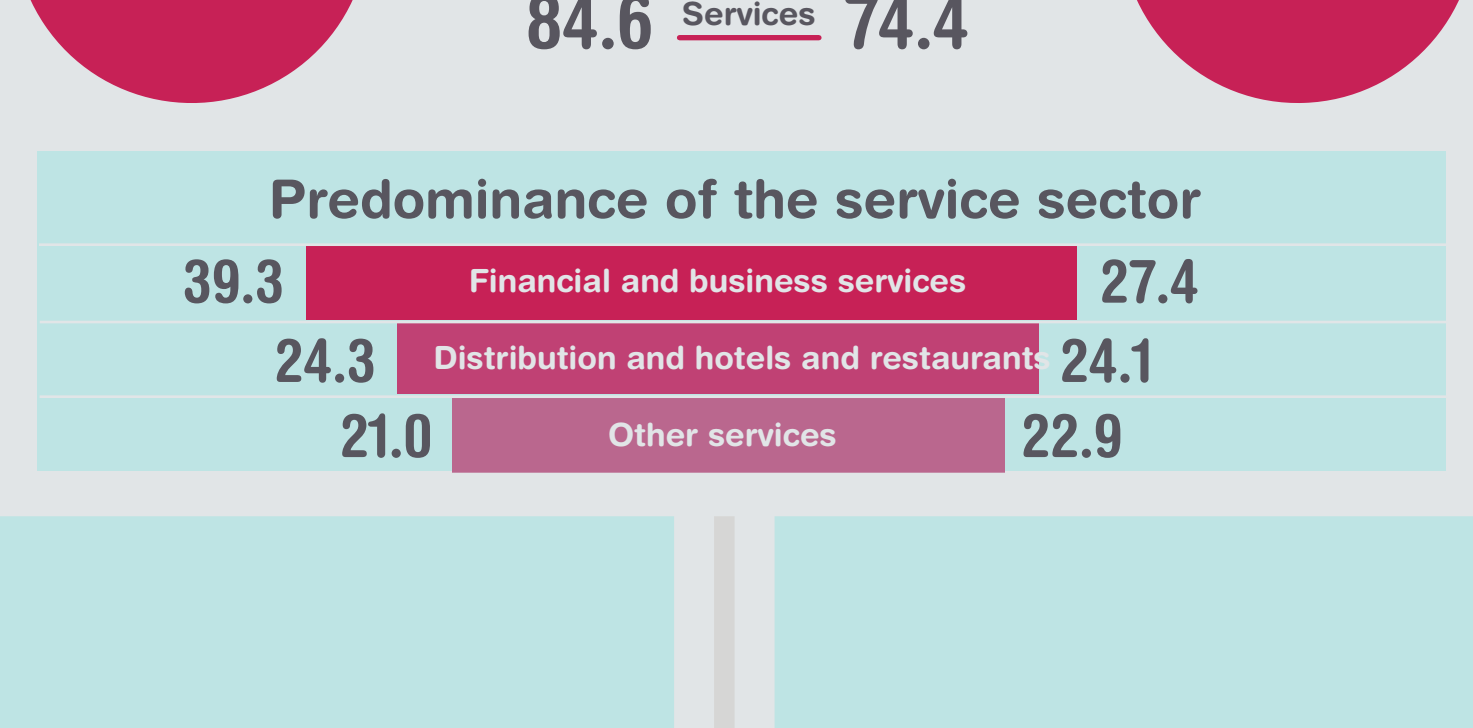 84.6 Services 74.4
Predominance of the service sector
39.3 Financial and business services 27.4
24.3 Distribution and hotels and restaurants 24.1
21.0 Other services 22.9